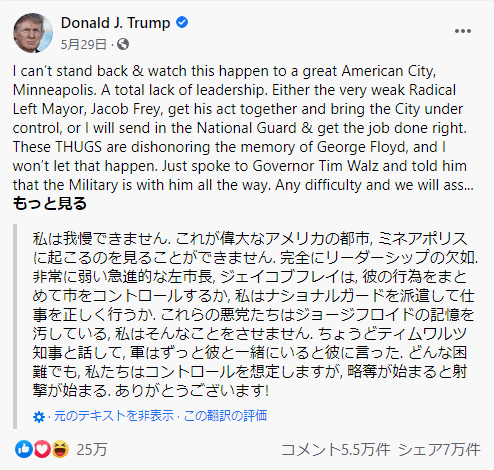 Donald J. Trump
5月29日 ·
I can't stand back & watch this happen to a great American City,
Minneapolis. A total lack of leadership. Either the very weak Radical
Left Mayor, Jacob Frey, get his act together and bring the City under
control, or I will send in the National Guard & get the job done right.
These THUGS are dishonoring the memory of George Floyd, and I
won't let that happen. Just spoke to Governor Tim Walz and told him
that the Military is with him all the way. Any difficulty and we will ass...
もっと見る
私は我慢できません. これが偉大なアメリカの都市, ミネアポリス
に起こるのを見ることができません. 完全にリーダーシップの欠如.
非常に弱い急進的な左市長, ジェイコブフレイは, 彼の行為をまと
めて市をコントロールするか, 私はナショナルガードを派遣して仕
事を正しく行うか. これらの悪党たちはジョージフロイドの記憶を
汚している, 私はそんなことをさせません. ちょうどティムワルツ
知事と話して, 軍はずっと彼と一緒にいると彼に言った. どんな困
難でも, 私たちはコントロールを想定しますが, 略奪が始まると射
撃が始まる. ありがとうございます!
· 元のテキストを非表示 · この翻訳の評価
25万 コメント5.5万件 シェア7万件